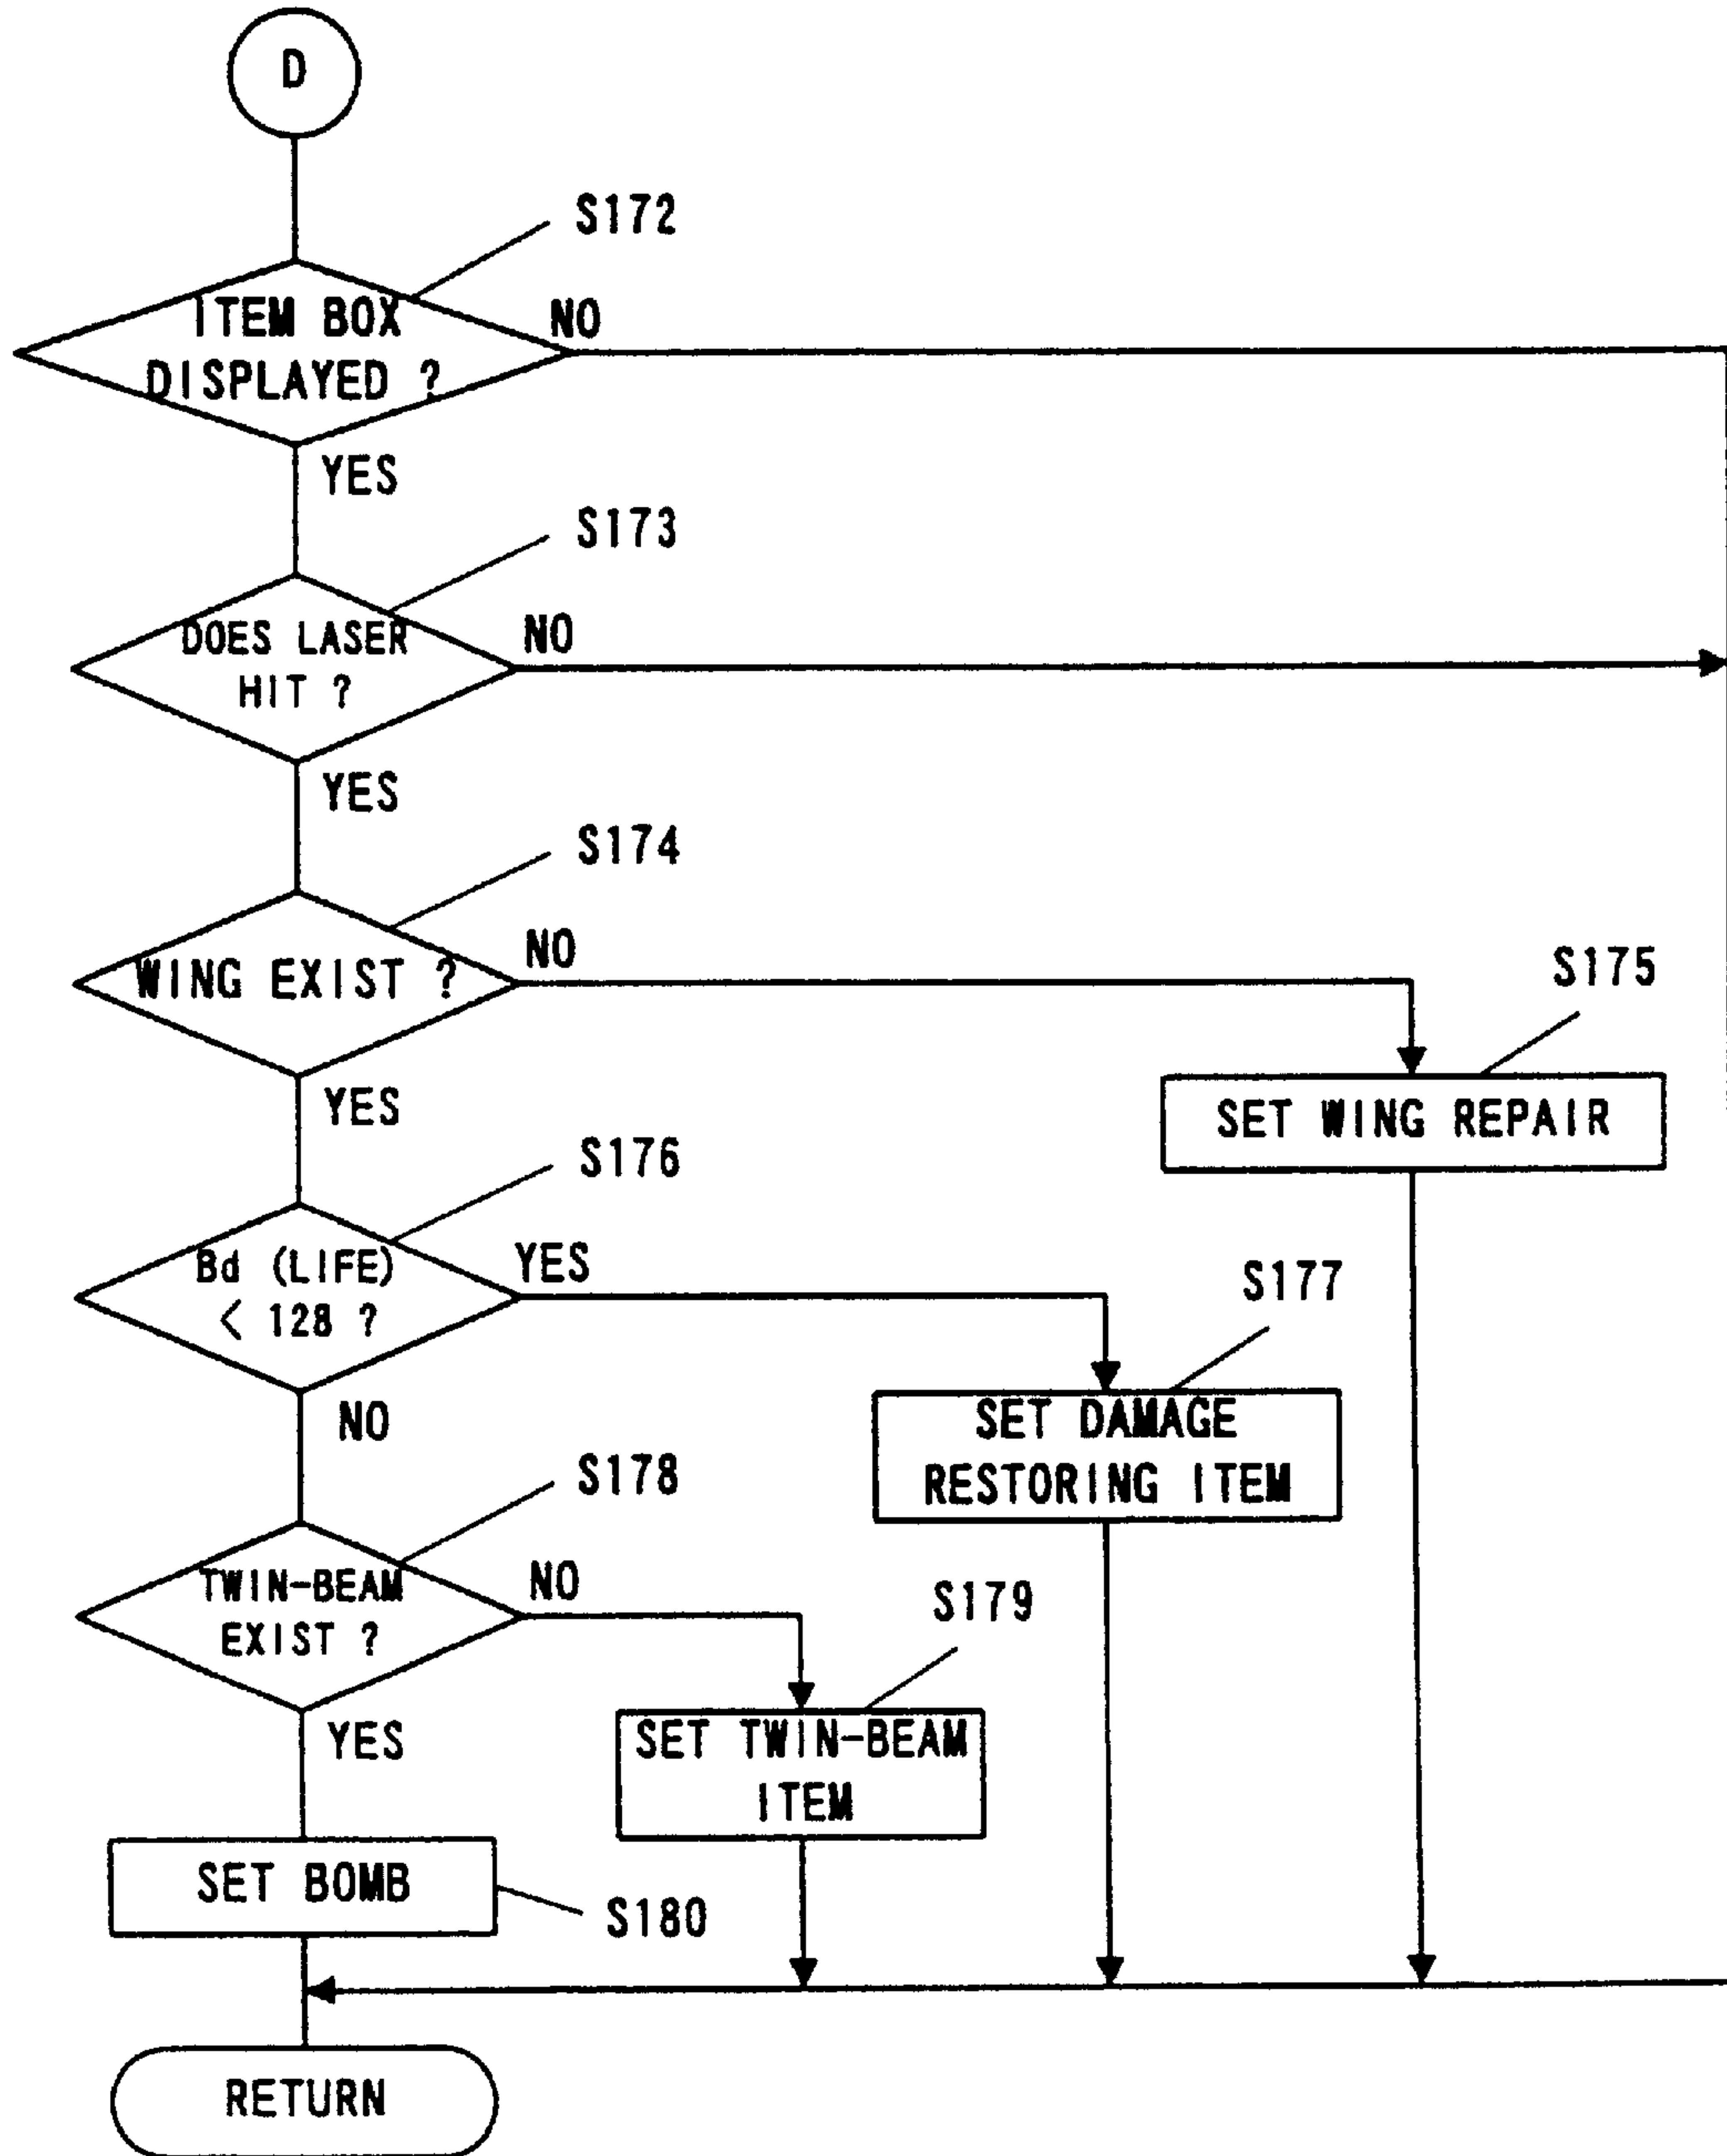 D
S172
ITEM BOX
DISPLAYED ?
NO
YES
S173
DOES LASER
HIT ?
NO
YES
S174
WING EXIST ?
NO
S175
SET WING REPAIR
YES
S176
Bd (LIFE)
< 128 ?
YES
S177
SET DAMAGE
RESTORING ITEM
NO
S178
TWIN-BEAM
EXIST ?
NO
S179
SET TWIN-BEAM
ITEM
YES
SET BOMB
S180
RETURN